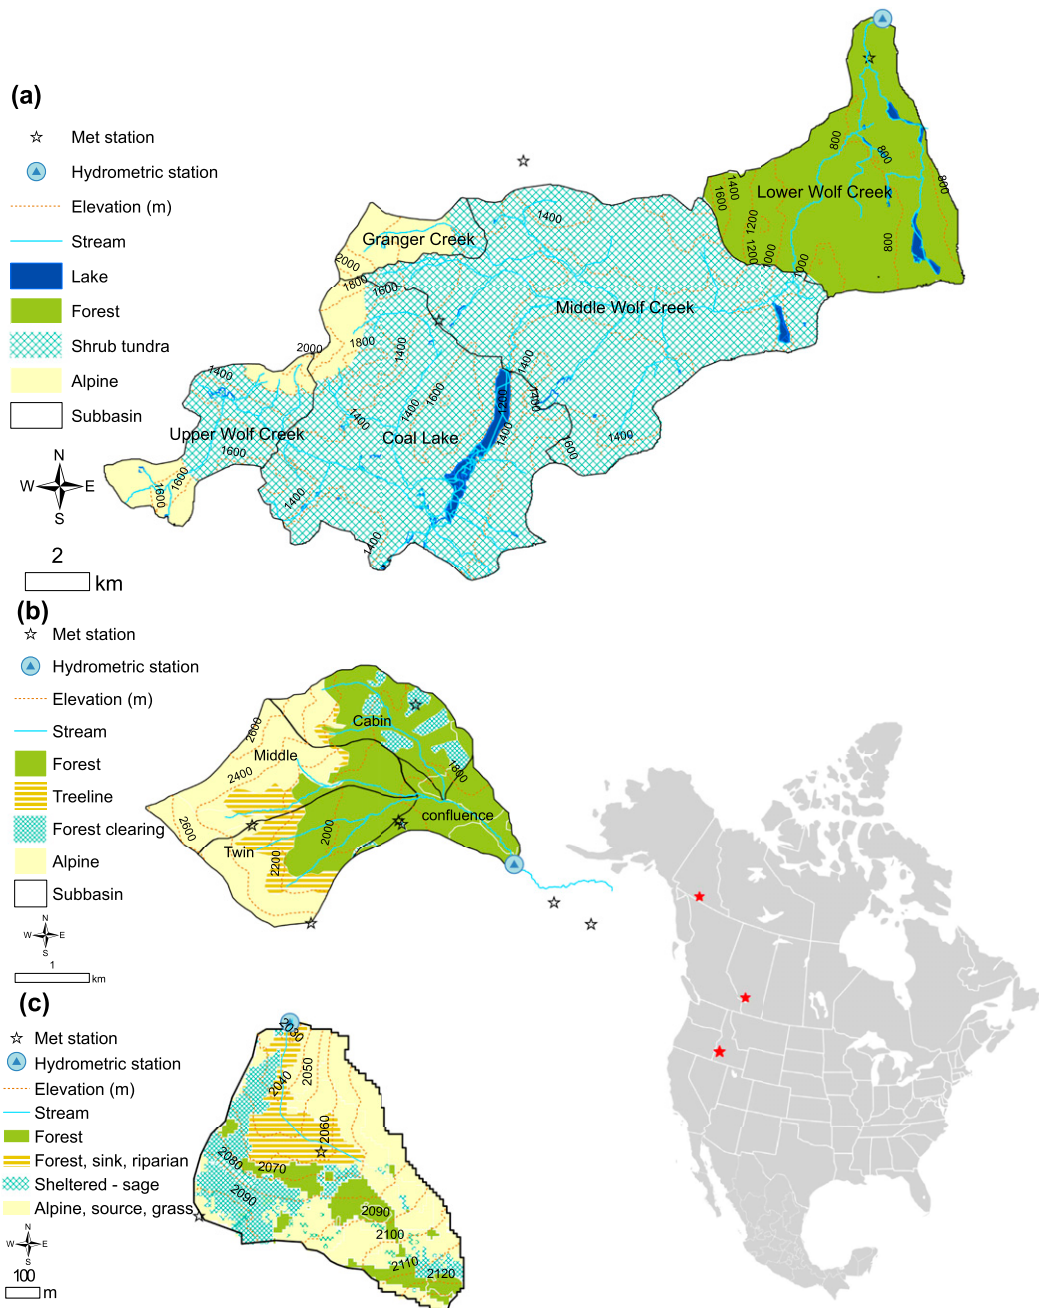 (a)
Met station
Hydrometric station
Elevation (m)
Stream
Lake
Forest
Shrub tundra
Alpine
Subbasin
N
W E
S
2
km
Lower Wolf Creek
Granger Creek
Middle Wolf Creek
Upper Wolf Creek
Coal Lake
800
800
800
800
1400
1600
1200
1200
1000
1000
1400
2000
1800
1600
2000
1800
1400
1400
1600
1400
1400
1200
1400
1400
1400
1600
1400
1400
1600
1600
1600
1400
1400
(b)
Met station
Hydrometric station
Elevation (m)
Stream
Forest
Treeline
Forest clearing
Alpine
Subbasin
N
W E
S
1
km
Cabin
Middle
Twin
confluence
2600
2400
2600
2000
2200
1800
(c)
Met station
Hydrometric station
Elevation (m)
Stream
Forest
Forest, sink, riparian
Sheltered - sage
Alpine, source, grass
N
W E
S
100
m
2030
2050
2040
2060
2080
2070
2090
2090
2100
2110
2120